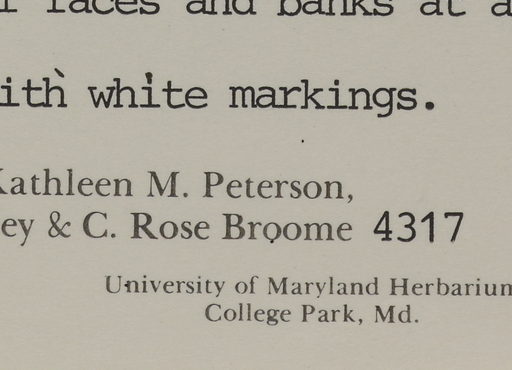 faces and banks at a
ith white markings.
Kathleen M. Peterson,
ey & C. Rose Broome 4317
University of Maryland Herbarium
College Park, Md.